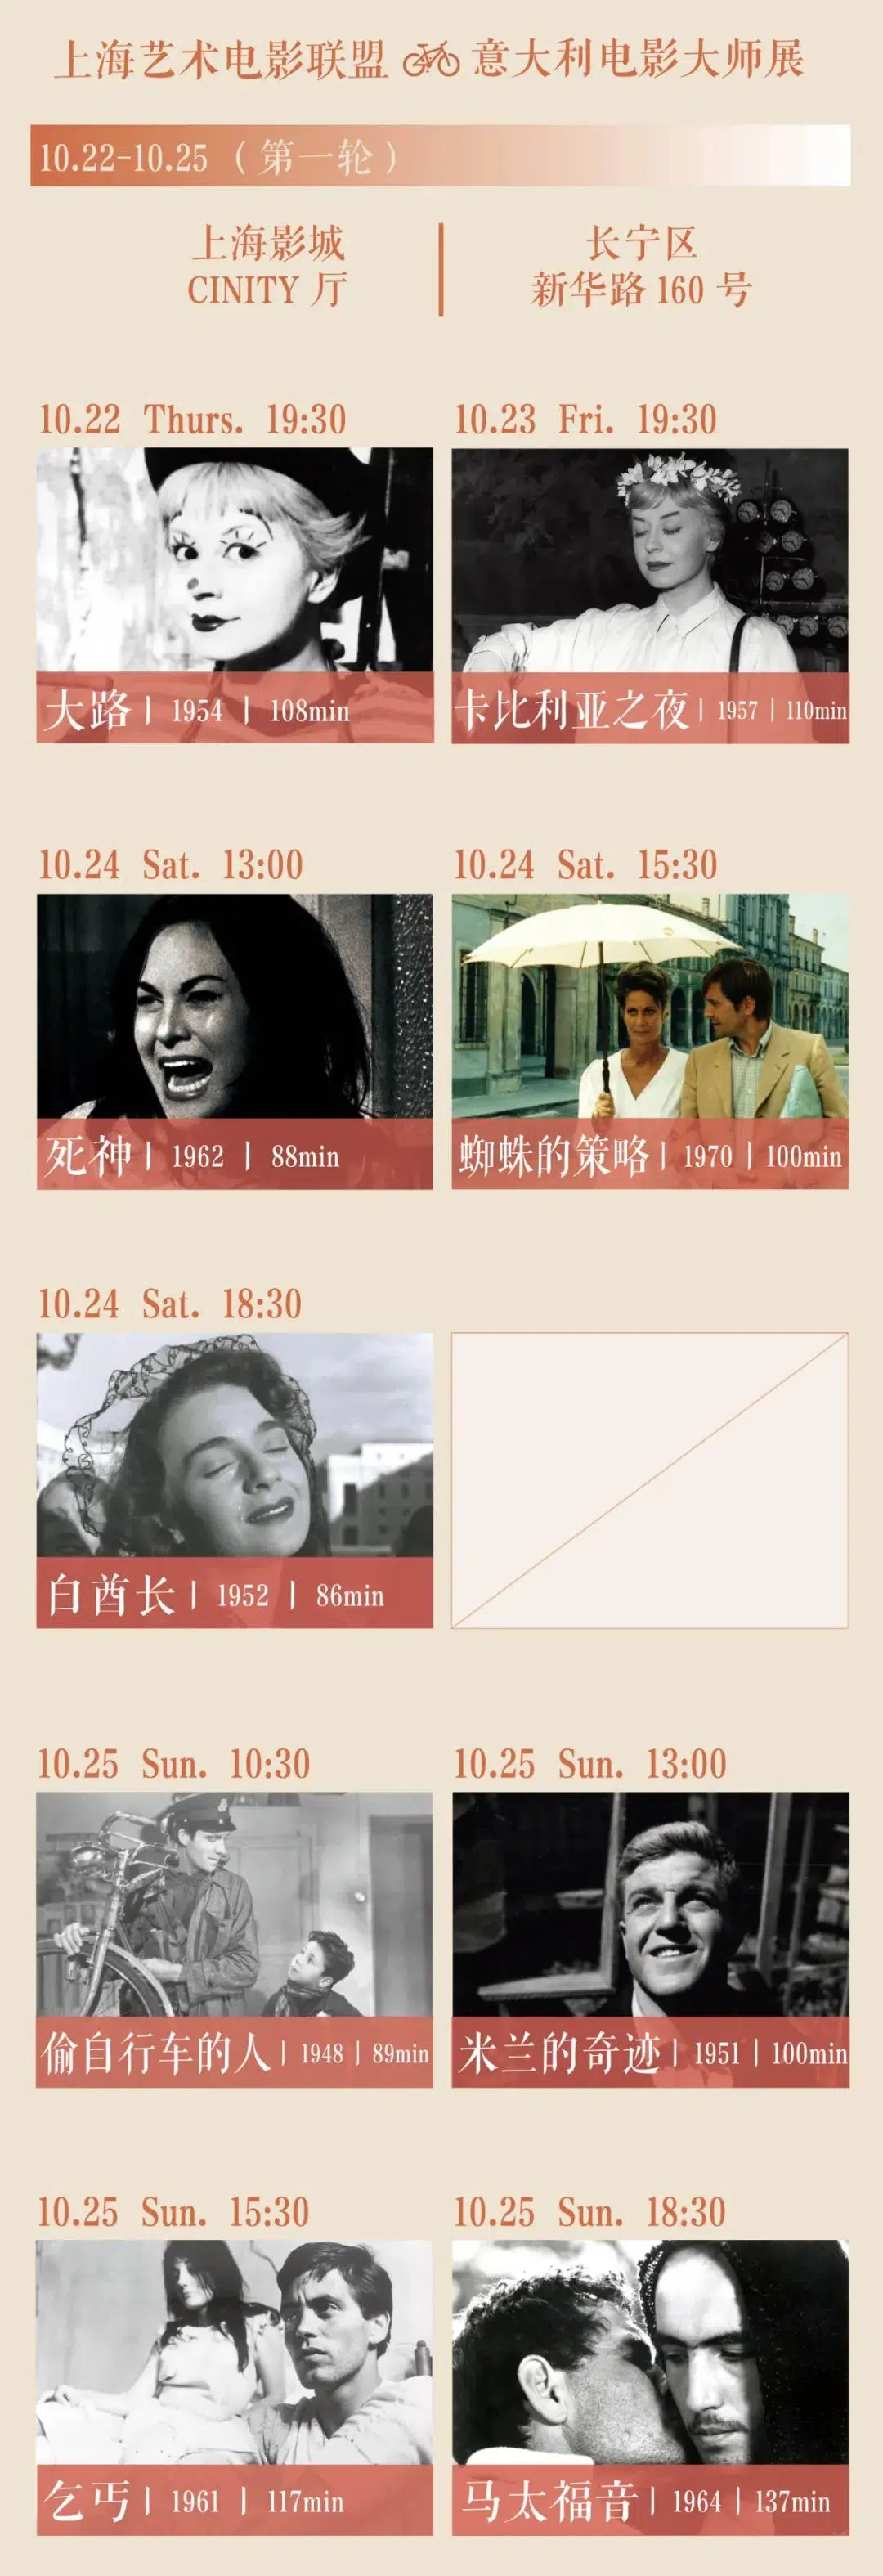 上海艺术电影联盟 意大利电影大师展
10.22-10.25（第一轮）
上海影城
CINITY 厅
长宁区
新华路 160 号
10.22 Thurs. 19:30
大路 | 1954 | 108min
10.23 Fri. 19:30
卡比利亚之夜 | 1957 | 110min
10.24 Sat. 13:00
死神 | 1962 | 88min
10.24 Sat. 15:30
蜘蛛的策略 | 1970 | 100min
10.24 Sat. 18:30
白酋长 | 1952 | 86min
10.25 Sun. 10:30
偷自行车的人 | 1948 | 89min
10.25 Sun. 13:00
米兰的奇迹 | 1951 | 100min
10.25 Sun. 15:30
乞丐 | 1961 | 117min
10.25 Sun. 18:30
马太福音 | 1964 | 137min